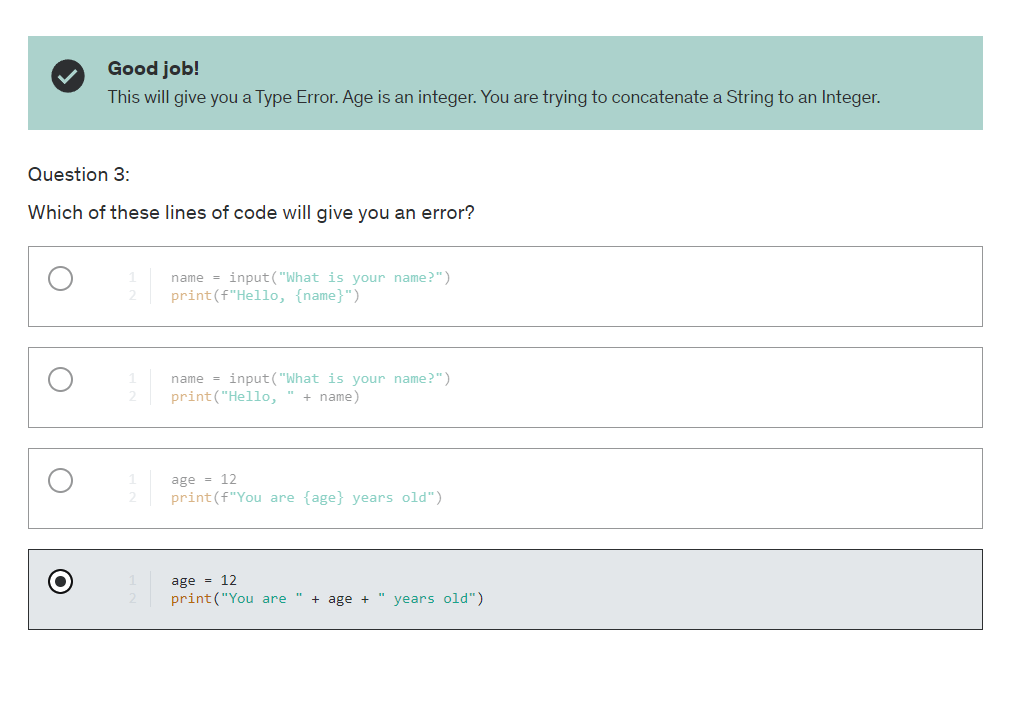 Good job!
This will give you a Type Error. Age is an integer. You are trying to concatenate a String to an Integer.
Question 3:
Which of these lines of code will give you an error?
1 name = input("What is your name?")
2 print(f"Hello, {name}")
1 name = input("What is your name?")
2 print("Hello, " + name)
1 age = 12
2 print(f"You are {age} years old")
1 age = 12
2 print("You are " + age + " years old")